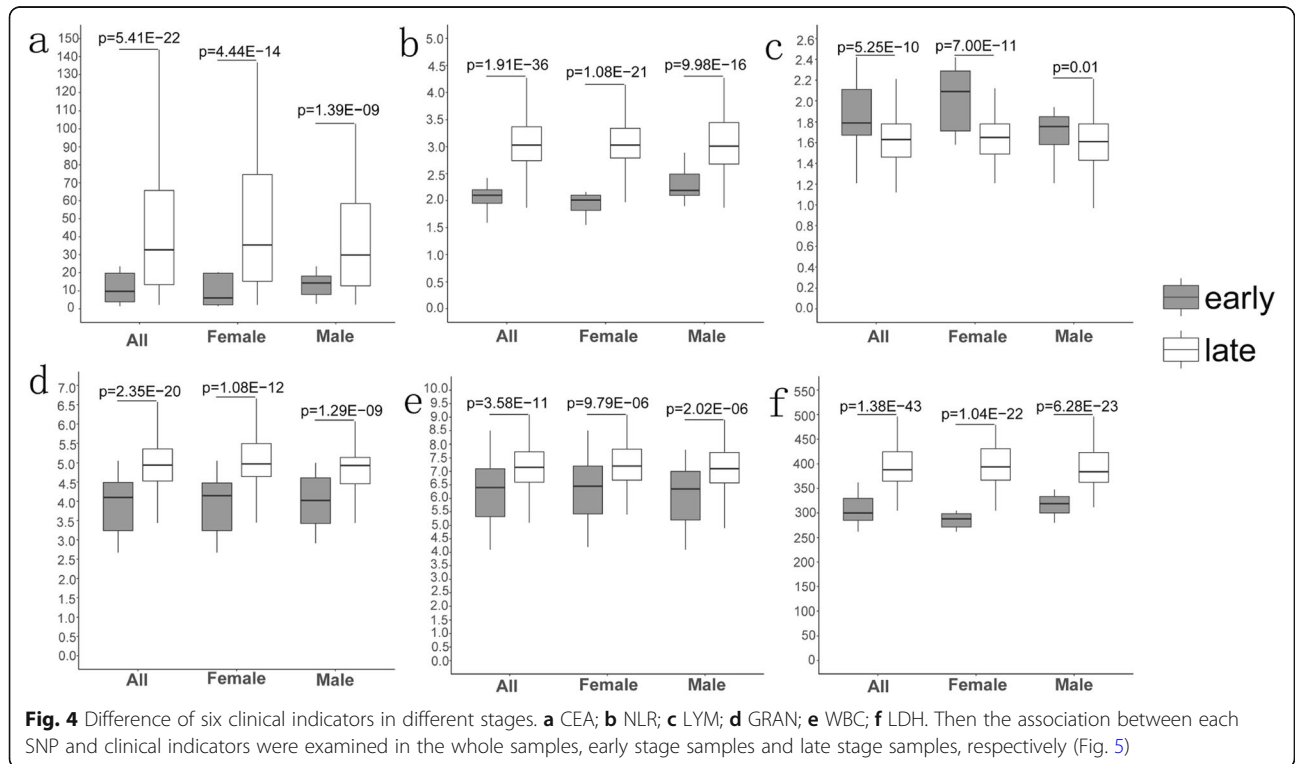 a
150
140
130
120
110
100
90
80
70
60
50
40
30
20
10
0
p=5.41E−22
p=4.44E−14
p=1.39E−09
All Female Male
b
5.0
4.5
4.0
3.5
3.0
2.5
2.0
1.5
1.0
0.5
0.0
p=1.91E−36
p=1.08E−21
p=9.98E−16
All Female Male
c
2.6
2.4
2.2
2.0
1.8
1.6
1.4
1.2
1.0
0.8
0.6
0.4
0.2
0.0
p=5.25E−10
p=7.00E−11
p=0.01
All Female Male
early
late
d
7.0
6.5
6.0
5.5
5.0
4.5
4.0
3.5
3.0
2.5
2.0
1.5
1.0
0.5
0.0
p=2.35E−20
p=1.08E−12
p=1.29E−09
All Female Male
e
10.0
9.5
9.0
8.5
8.0
7.5
7.0
6.5
6.0
5.5
5.0
4.5
4.0
3.5
3.0
2.5
2.0
1.5
1.0
0.5
0.0
p=3.58E−11
p=9.79E−06
p=2.02E−06
All Female Male
f
550
500
450
400
350
300
250
200
150
100
50
0
p=1.38E−43
p=1.04E−22
p=6.28E−23
All Female Male
Fig. 4 Difference of six clinical indicators in different stages. a CEA; b NLR; c LYM; d GRAN; e WBC; f LDH. Then the association between each
SNP and clinical indicators were examined in the whole samples, early stage samples and late stage samples, respectively (Fig. 5)